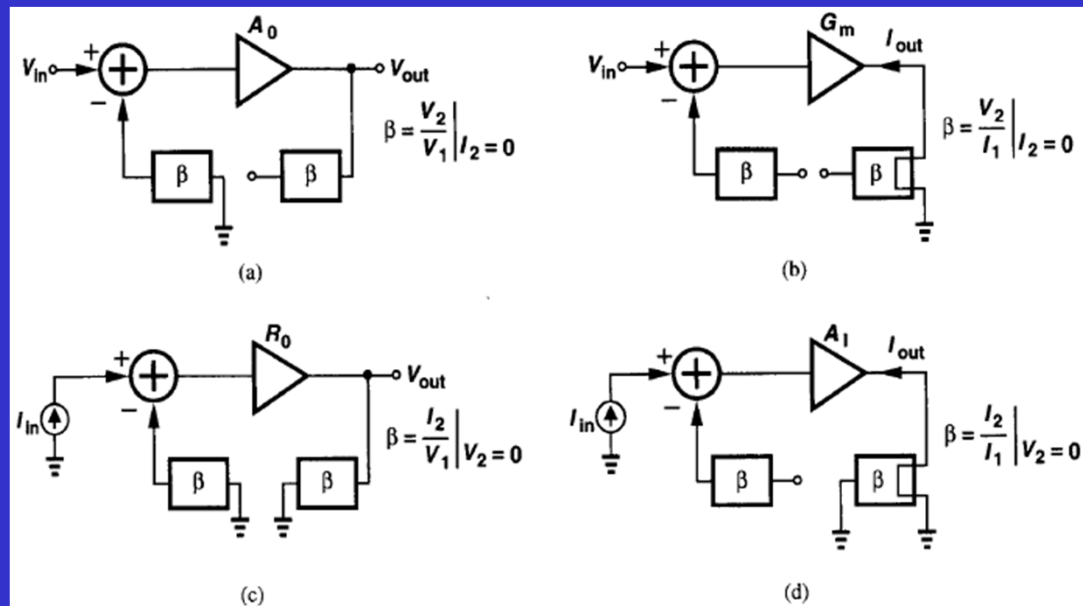 A0
Vin + + − Vout
β = V2 / V1 | I2 = 0
β β
(a)
Gm
Vin + + − Iout
β = V2 / I1 | I2 = 0
β β
(b)
R0
Iin + + − Vout
β = I2 / V1 | V2 = 0
β β
(c)
AI
Iin + + − Iout
β = I2 / I1 | V2 = 0
β β
(d)